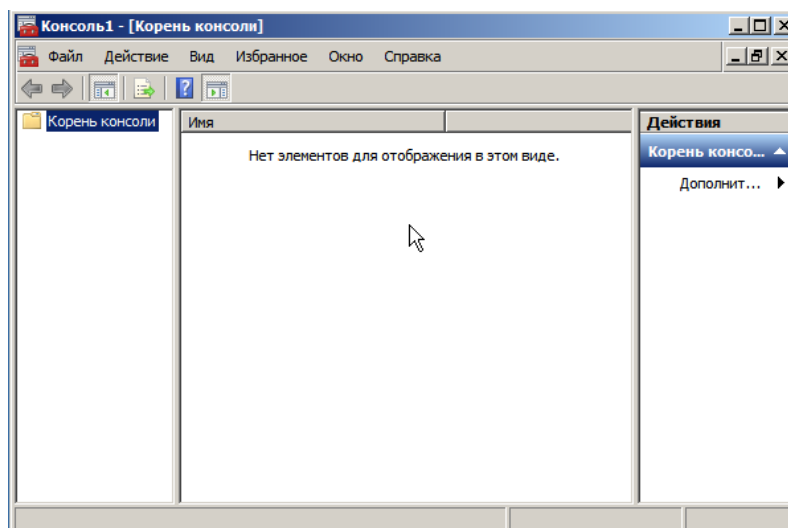 Консоль1 - [Корень консоли]
Файл Действие Вид Избранное Окно Справка
Корень консоли
Имя
Нет элементов для отображения в этом виде.
Действия
Корень консо...
Дополнит...